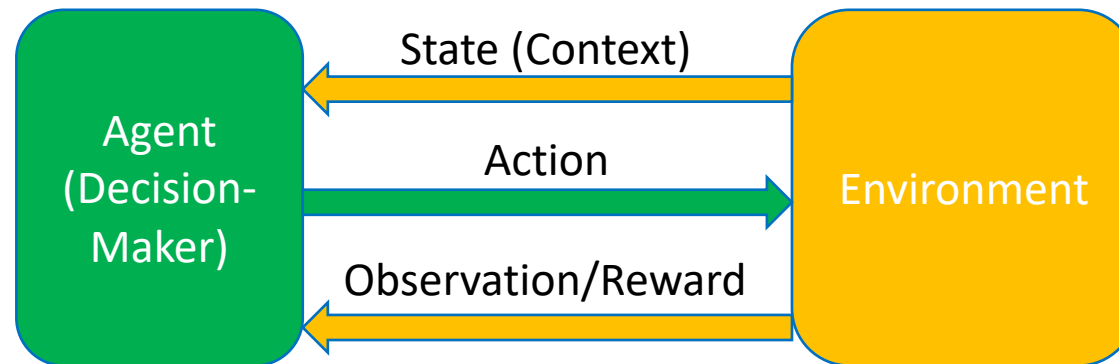 State (Context)
Agent
(Decision-
Maker)
Action
Environment
Observation/Reward